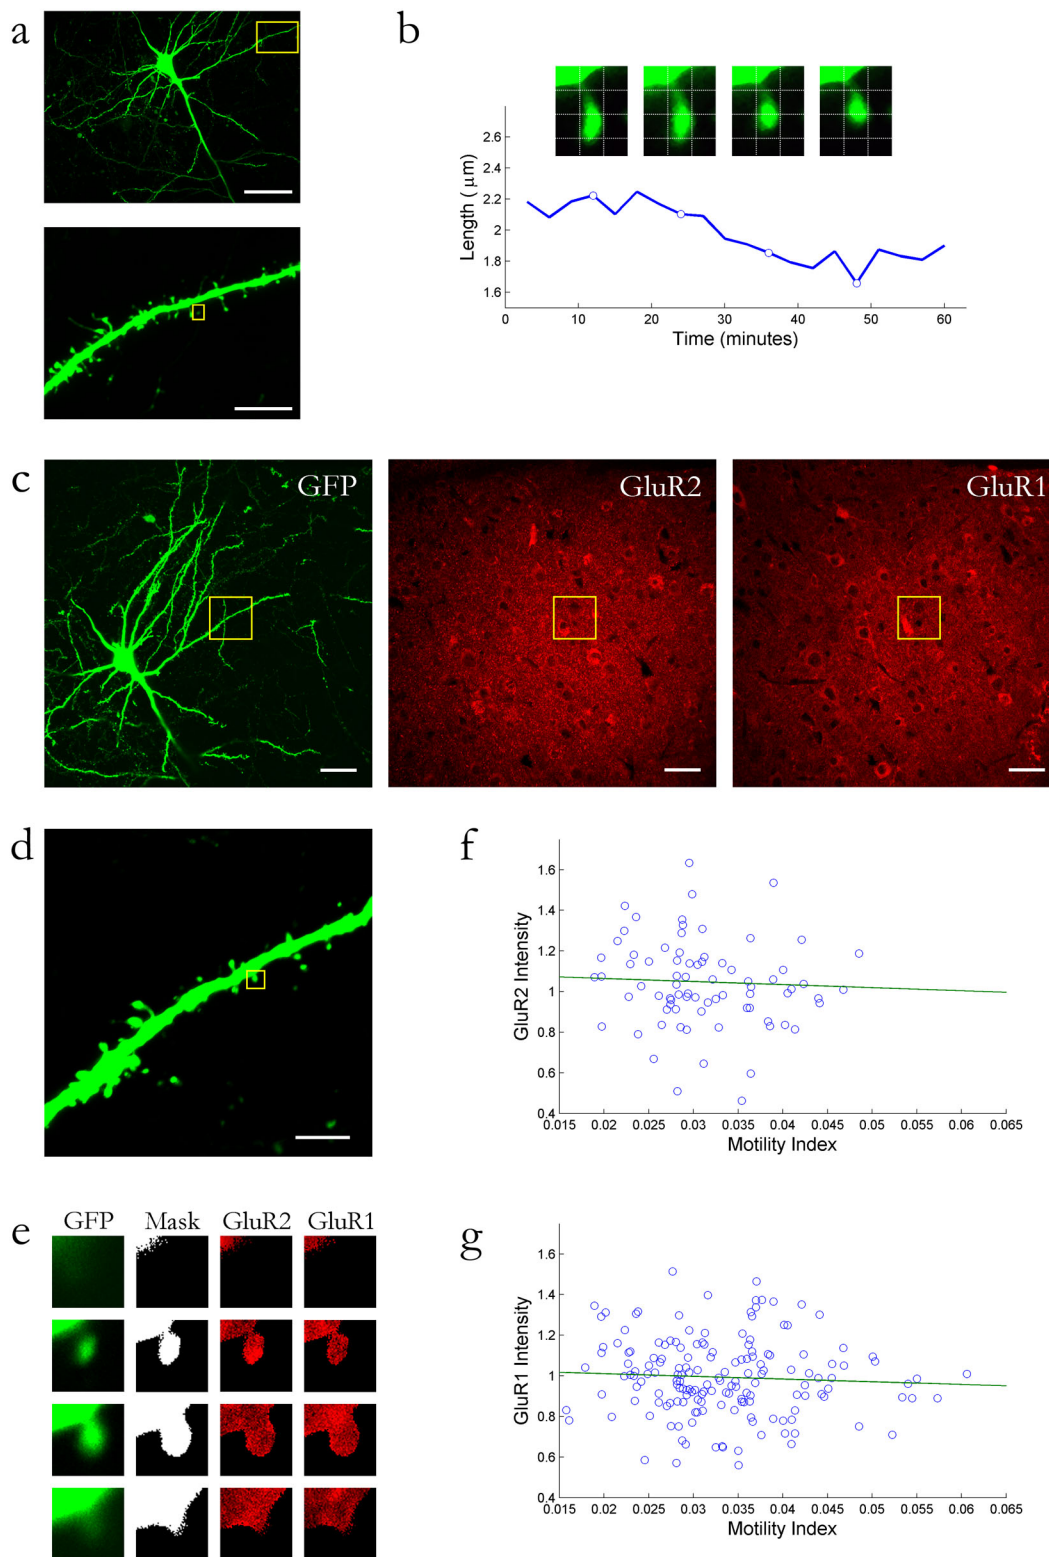 a
b
2.6
2.4
2.2
2
1.8
1.6
Length ( μm)
0 10 20 30 40 50 60
Time (minutes)
c
GFP
GluR2
GluR1
d
f
1.6
1.4
1.2
1
0.8
0.6
0.4
GluR2 Intensity
0.015 0.02 0.025 0.03 0.035 0.04 0.045 0.05 0.055 0.06 0.065
Motility Index
e
GFP Mask GluR2 GluR1
g
1.6
1.4
1.2
1
0.8
0.6
0.4
GluR1 Intensity
0.015 0.02 0.025 0.03 0.035 0.04 0.045 0.05 0.055 0.06 0.065
Motility Index